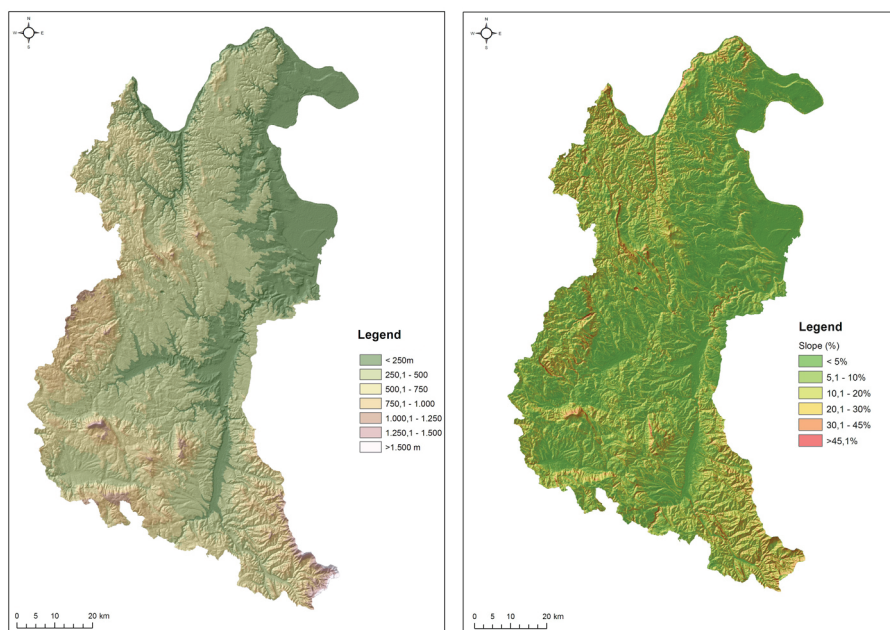 N
W E
S
Legend
< 250m
250,1 - 500
500,1 - 750
750,1 - 1.000
1.000,1 - 1.250
1.250,1 - 1.500
>1.500 m
0 5 10 20 km
N
W E
S
Legend
Slope (%)
< 5%
5,1 - 10%
10,1 - 20%
20,1 - 30%
30,1 - 45%
>45,1%
0 5 10 20 km